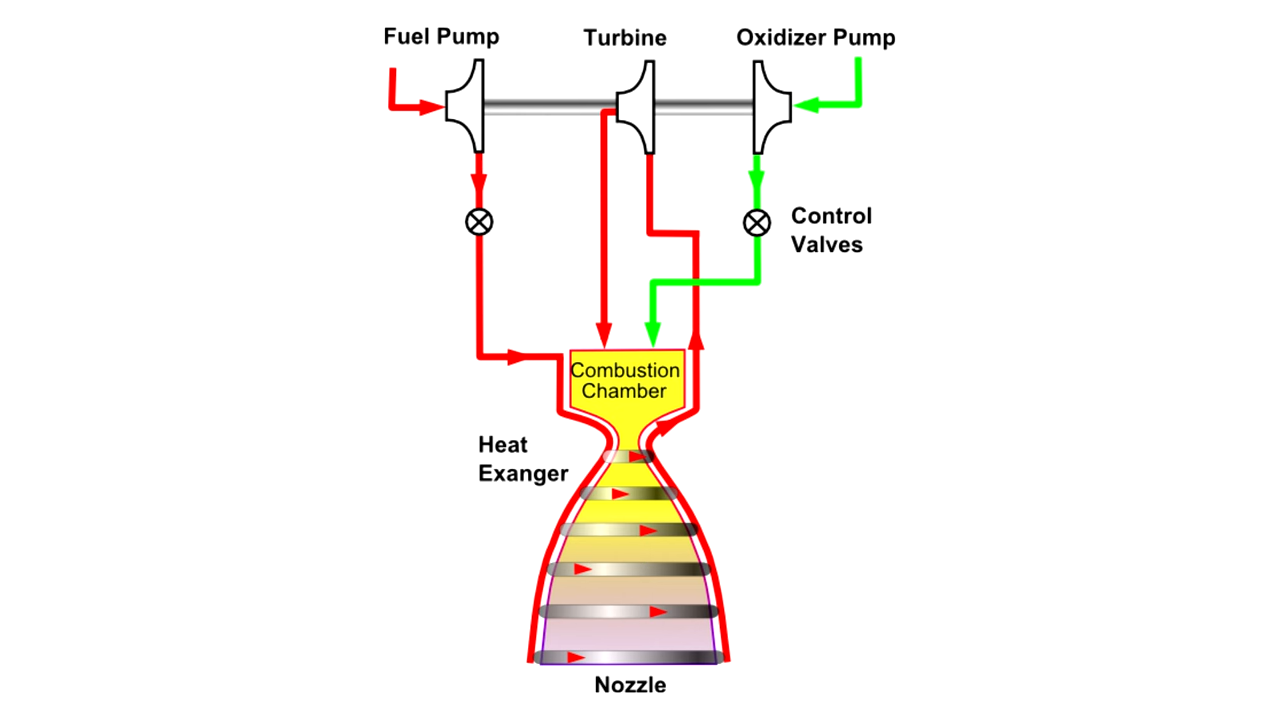 Fuel Pump
Turbine
Oxidizer Pump
Control
Valves
Combustion
Chamber
Heat
Exanger
Nozzle